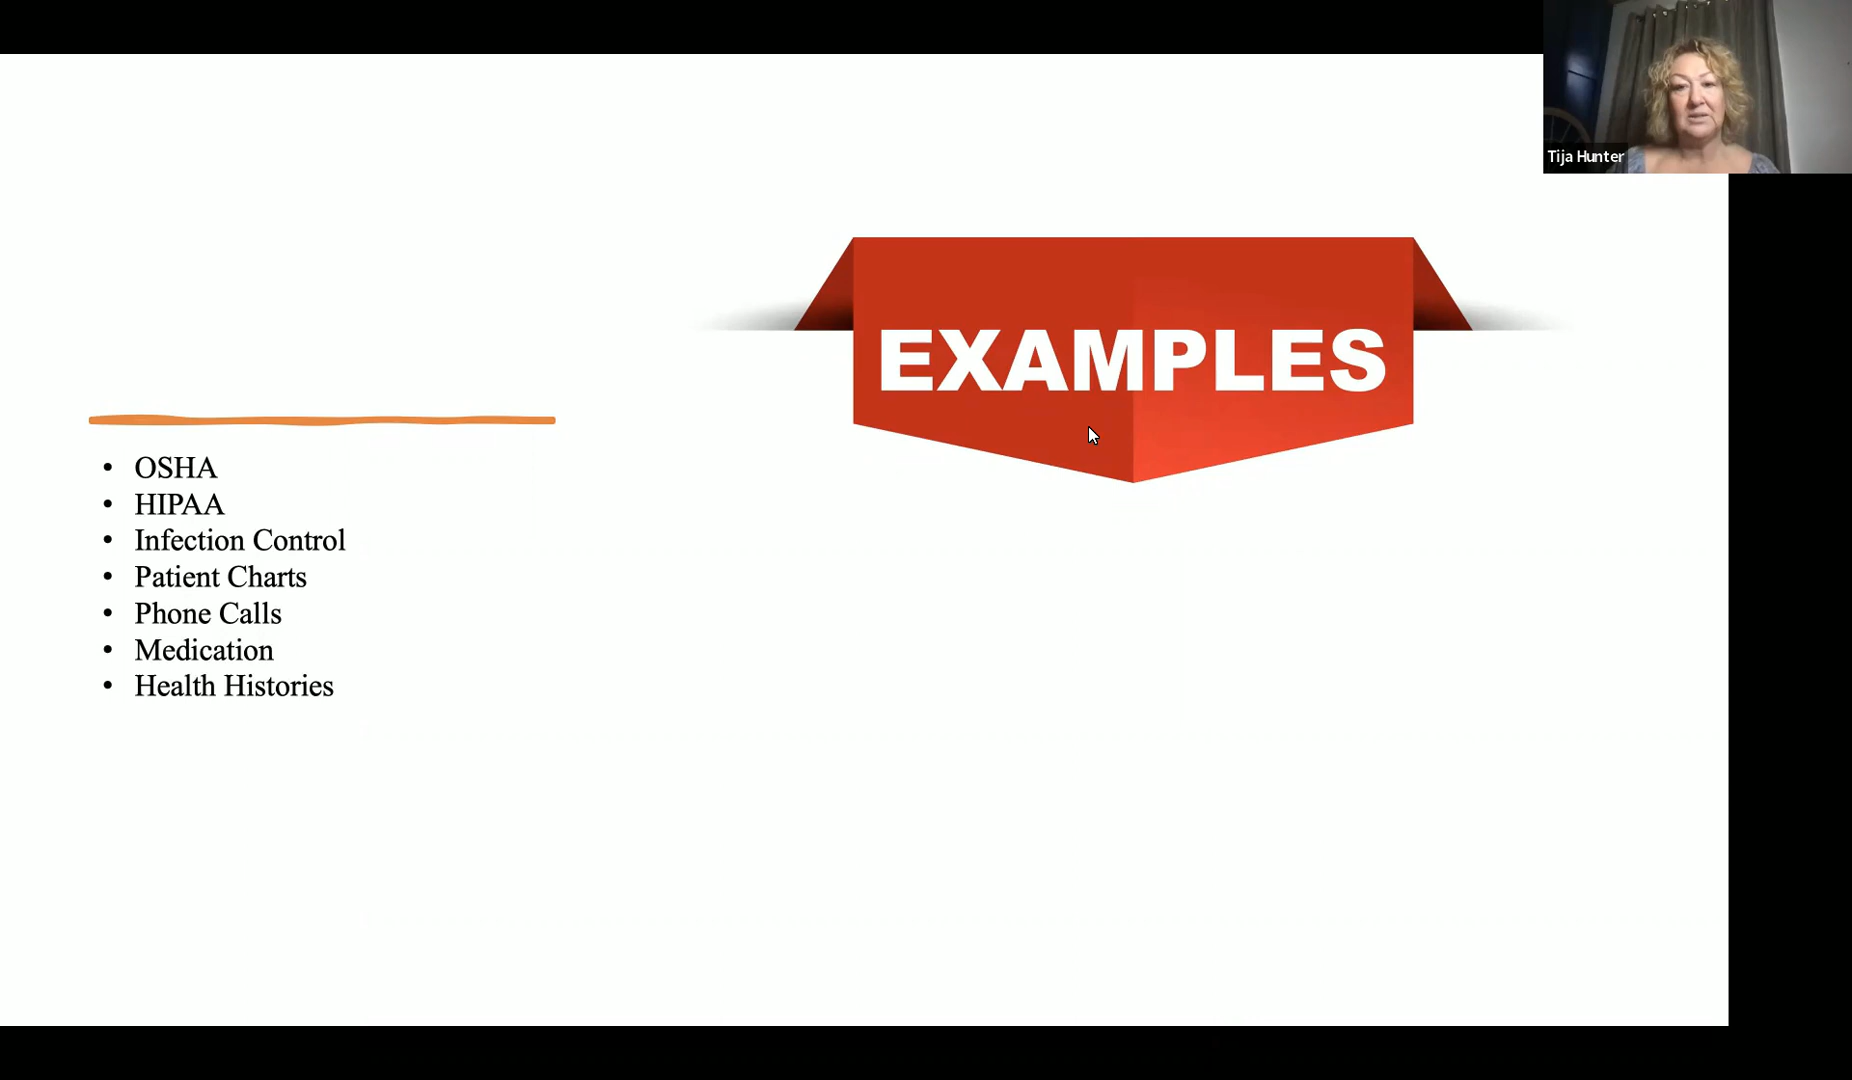 Tija Hunter
EXAMPLES
OSHA
HIPAA
Infection Control
Patient Charts
Phone Calls
Medication
Health Histories